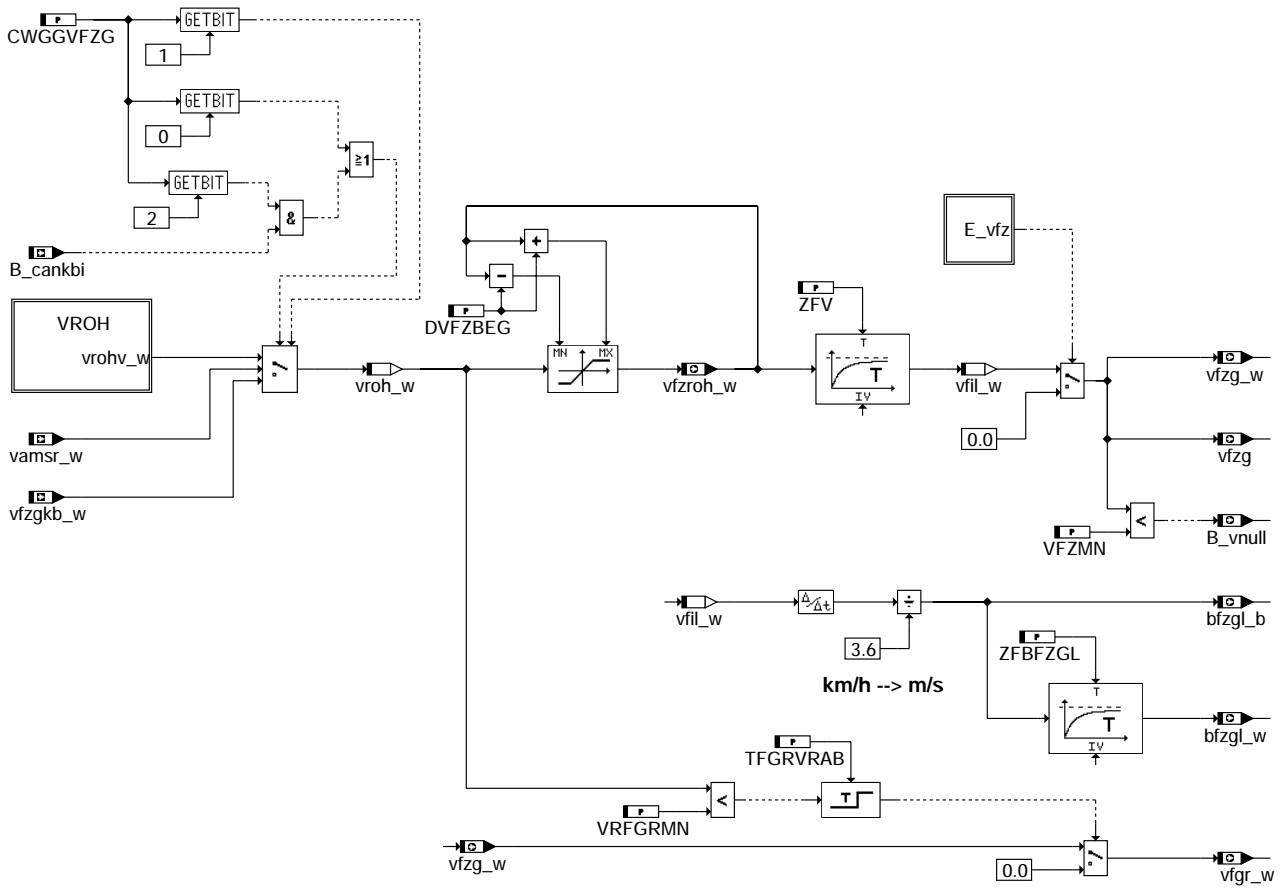 P
CWGGVFZG
GETBIT
1
GETBIT
0
≥1
GETBIT
2
&
B_cankbi
VROH
vrohv_w
vamsr_w
vfzgkb_w
vroh_w
+
-
P
DVFZBEG
MN MX
vfzroh_w
P
ZFV
T
T
IV
vfil_w
E_vfz
0.0
vfzg_w
vfzg
<
P
VFZMN
B_vnull
vfil_w
Δ/Δt
÷
3.6
km/h --> m/s
bfzgl_b
P
ZFBFZGL
T
T
IV
bfzgl_w
P
TFGRVRAB
<
T
P
VRFGRMN
vfzg_w
0.0
vfgr_w